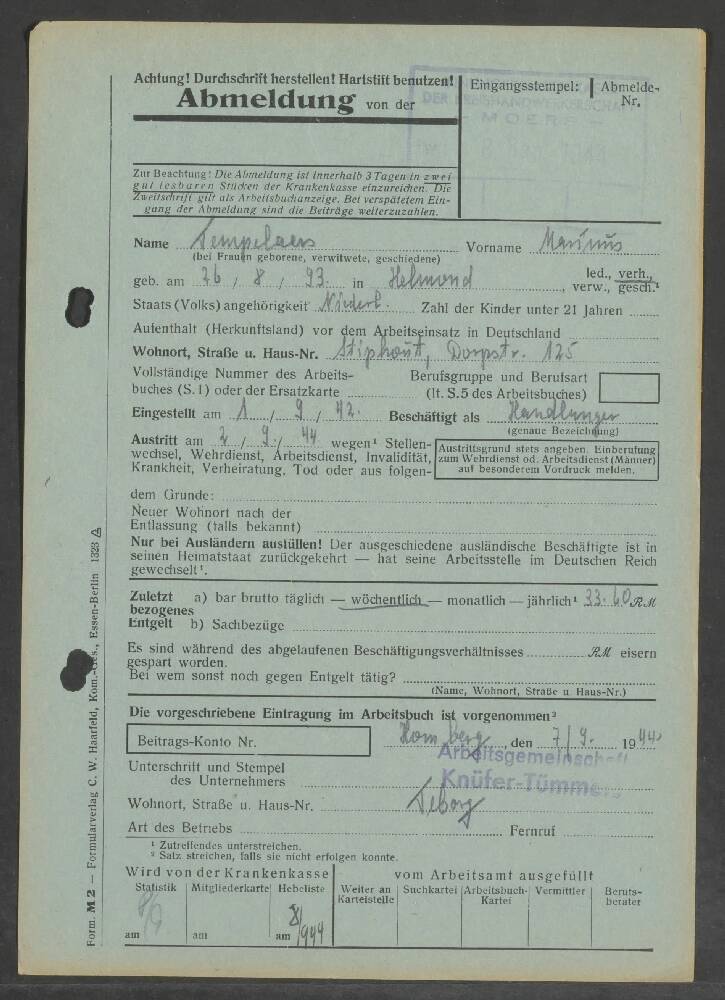 Achtung! Durchschrift herstellen! Hartstift benutzen!
Abmeldung von der
Eingangsstempel:
Abmelde-Nr.
DER KREISHANDWERKERSCHAFT
- MOERS
Zur Beachtung: Die Abmeldung ist innerhalb 3 Tagen in zwei
gut lesbaren Stücken der Krankenkasse einzureichen. Die
Zweitschrift gilt als Arbeitsbuchanzeige. Bei verspätetem Ein-
gang der Abmeldung sind die Beiträge weiterzuzahlen.
Name Tempelaers Vorname Marinus
(bei Frauen geborene, verwitwete, geschiedene)
geb. am 26 / 8 / 93. in Helmond, led., verh., verw., gesch.¹
Staats (Volks) angehörigkeit Niederl. Zahl der Kinder unter 21 Jahren
Aufenthalt (Herkunftsland) vor dem Arbeitseinsatz in Deutschland
Wohnort, Straße u. Haus-Nr. Stiphout, Dorpstr. 125
Vollständige Nummer des Arbeits-
buches (S. 1) oder der Ersatzkarte
Berufsgruppe und Berufsart
(lt. S. 5 des Arbeitsbuches)
Eingestellt am 1 / 9 / 42. Beschäftigt als Handlanger
(genaue Bezeichnung)
Austritt am 2 / 9 / 44 wegen¹ Stellen-
wechsel, Wehrdienst, Arbeitsdienst, Invalidität,
Krankheit, Verheiratung, Tod oder aus folgen-
Austrittsgrund stets angeben. Einberufung
zum Wehrdienst od. Arbeitsdienst (Männer)
auf besonderem Vordruck melden.
dem Grunde:
Neuer Wohnort nach der
Entlassung (falls bekannt)
Nur bei Ausländern ausfüllen! Der ausgeschiedene ausländische Beschäftigte ist in
seinen Heimatstaat zurückgekehrt — hat seine Arbeitsstelle im Deutschen Reich
gewechselt¹.
Zuletzt a) bar brutto täglich — wöchentlich — monatlich — jährlich¹ 33.60 RM
bezogenes
Entgelt b) Sachbezüge
Es sind während des abgelaufenen Beschäftigungsverhältnisses RM eisern
gespart worden.
Bei wem sonst noch gegen Entgelt tätig?
(Name, Wohnort, Straße u. Haus-Nr.)
Die vorgeschriebene Eintragung im Arbeitsbuch ist vorgenommen²
Beitrags-Konto Nr.
Homberg, den 7/9. 1944.
Arbeitsgemeinschaft
Knüfer-Tümmers
Unterschrift und Stempel
des Unternehmers
Wohnort, Straße u. Haus-Nr.
Art des Betriebs Fernruf
¹ Zutreffendes unterstreichen.
² Satz streichen, falls sie nicht erfolgen konnte.
Wird von der Krankenkasse vom Arbeitsamt ausgefüllt
Statistik Mitgliederkarte Hebeliste Weiter an Karteistelle Suchkartei Arbeitsbuch-Kartei Vermittler Berufs-berater
am am am 8/944
Form. M 2 — Formularverlag C. W. Haarfeld, Kom.-Ges., Essen-Berlin 1323 A